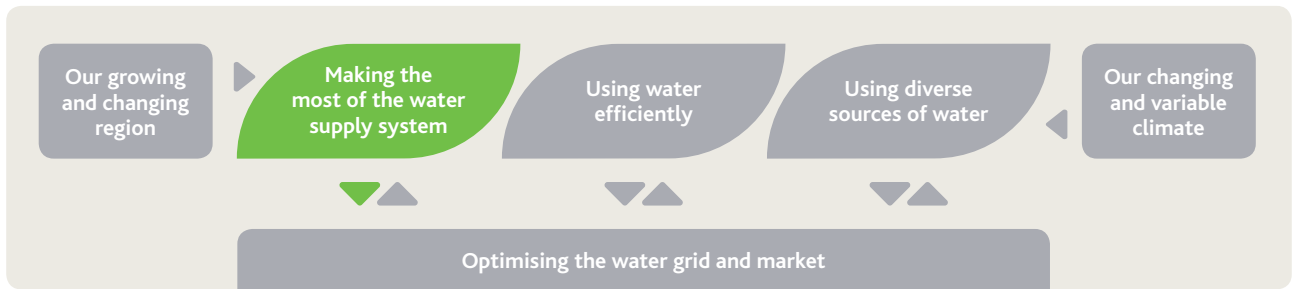 Our growing
and changing
region
Making the
most of the water
supply system
Using water
efficiently
Using diverse
sources of water
Our changing
and variable
climate
Optimising the water grid and market